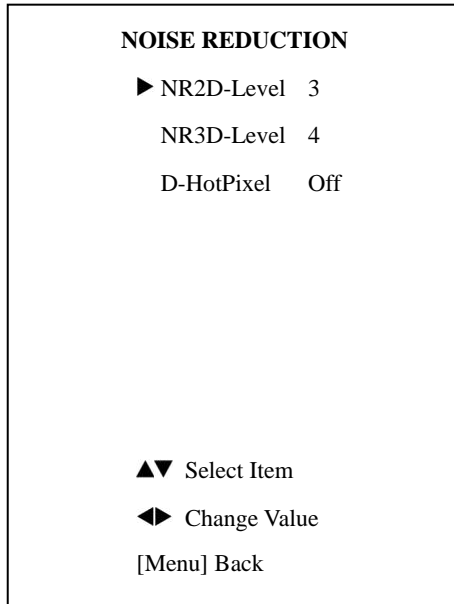 NOISE REDUCTION
▶ NR2D-Level 3
NR3D-Level 4
D-HotPixel Off
▲▼ Select Item
◀▶ Change Value
[Menu] Back